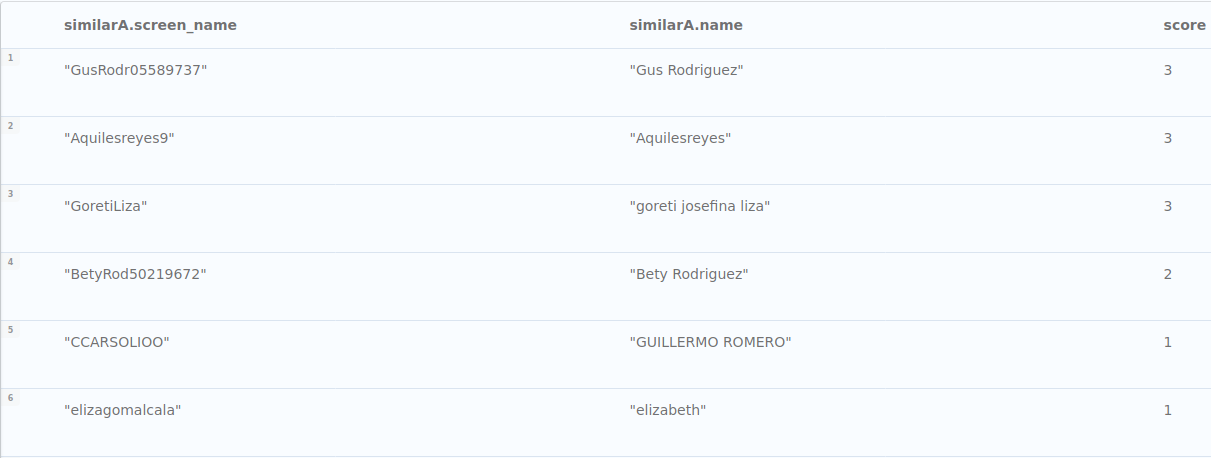 similarA.screen_name similarA.name score
1 "GusRodr05589737" "Gus Rodriguez" 3
2 "Aquilesreyes9" "Aquilesreyes" 3
3 "GoretiLiza" "goreti josefina liza" 3
4 "BetyRod50219672" "Bety Rodriguez" 2
5 "CCARSOLIOO" "GUILLERMO ROMERO" 1
6 "elizagomalcala" "elizabeth" 1